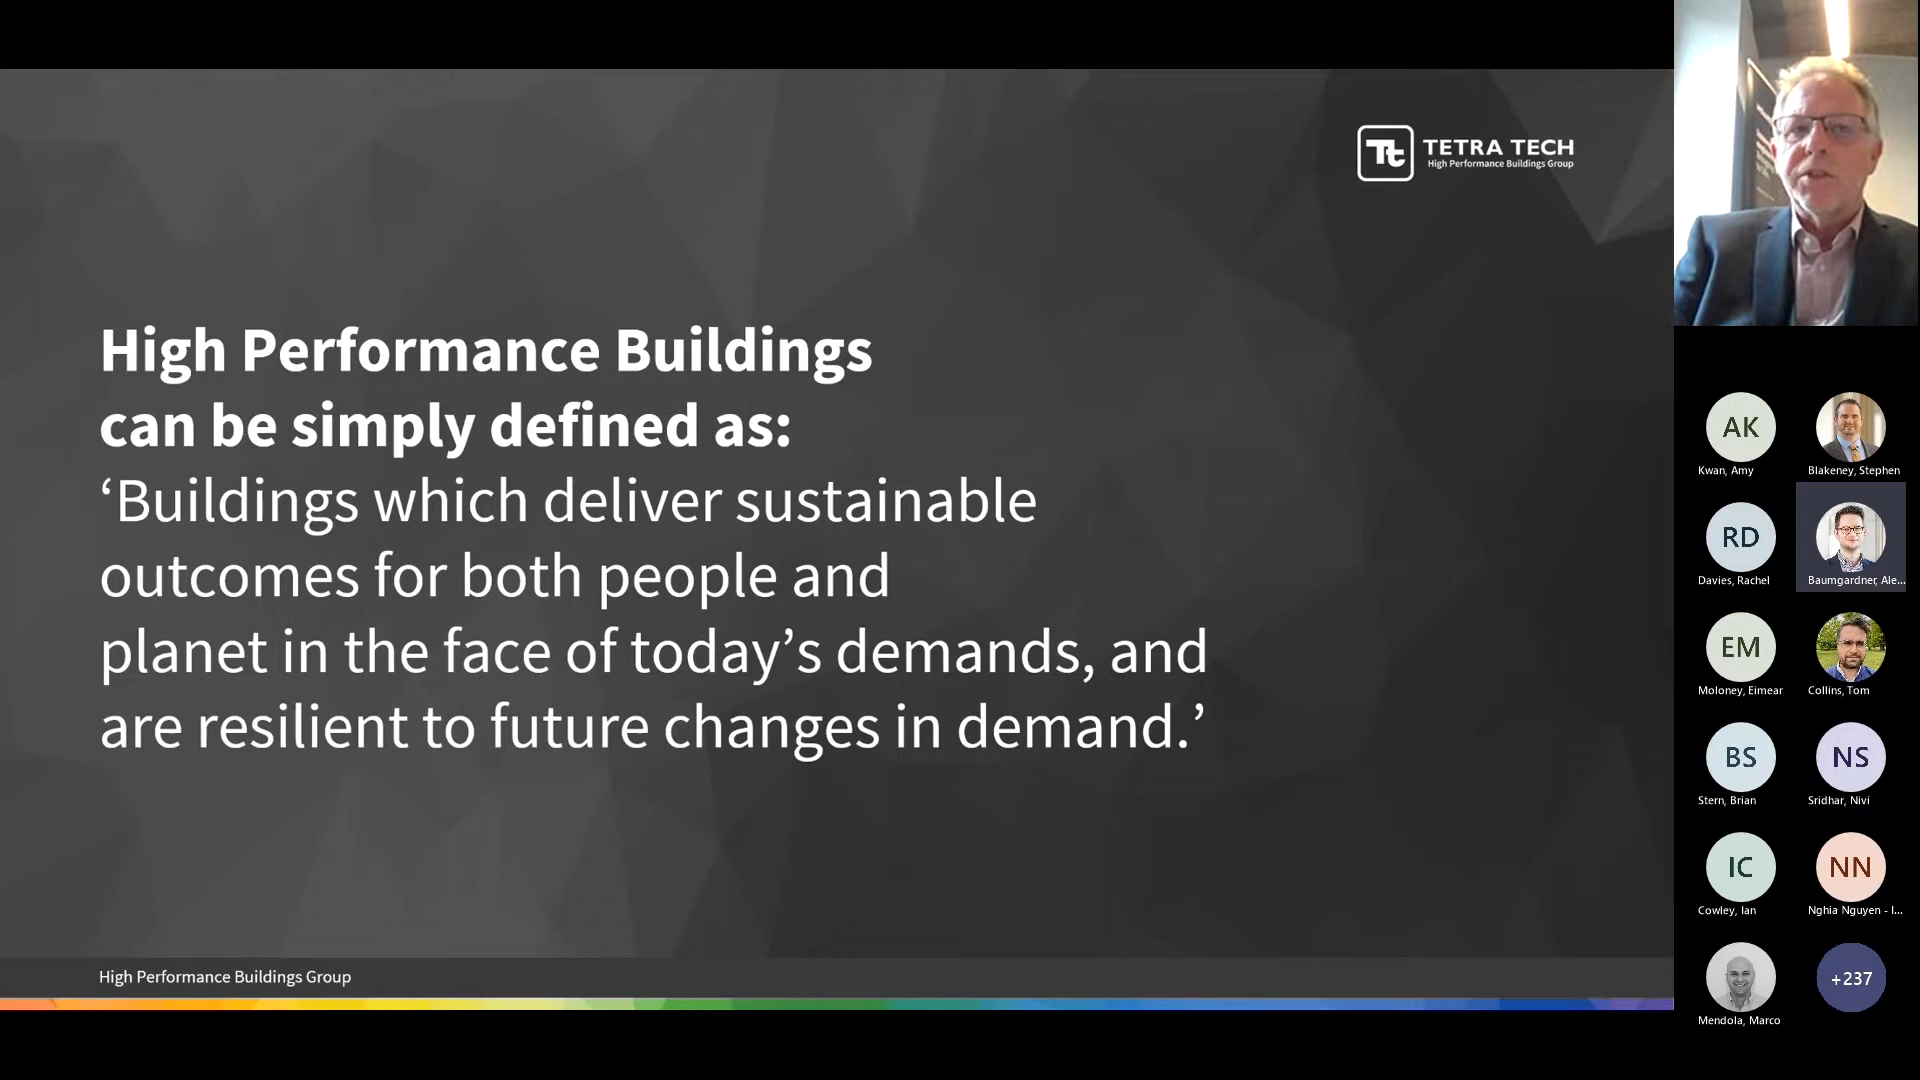 Tt
TETRA TECH
High Performance Buildings Group
High Performance Buildings
can be simply defined as:
‘Buildings which deliver sustainable
outcomes for both people and
planet in the face of today’s demands, and
are resilient to future changes in demand.’
High Performance Buildings Group
AK
Kwan, Amy
Blakeney, Stephen
RD
Davies, Rachel
Baumgardner, Ale...
EM
Moloney, Eimear
Collins, Tom
BS
Stern, Brian
NS
Sridhar, Nivi
IC
Cowley, Ian
NN
Nghia Nguyen - I...
Mendola, Marco
+237